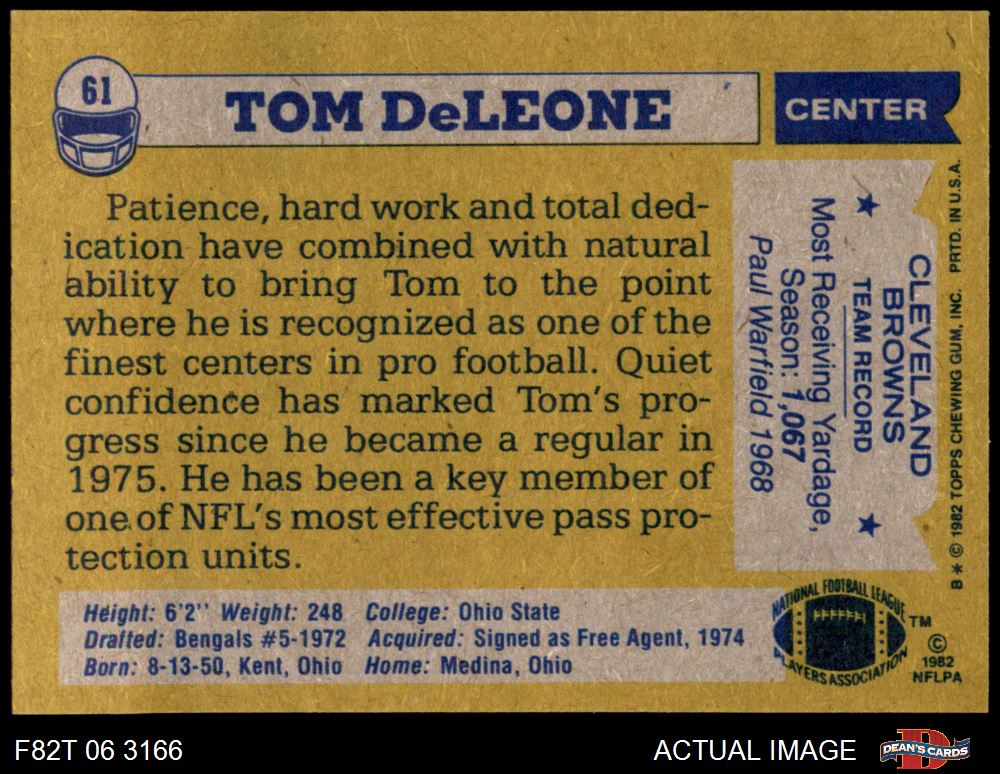 61
TOM DeLEONE
CENTER
Patience, hard work and total ded-
ication have combined with natural
ability to bring Tom to the point
where he is recognized as one of the
finest centers in pro football. Quiet
confidence has marked Tom's pro-
gress since he became a regular in
1975. He has been a key member of
one of NFL's most effective pass pro-
tection units.
CLEVELAND
BROWNS
★ TEAM RECORD ★
Most Receiving Yardage,
Season: 1,067
Paul Warfield 1968
B * © 1982 TOPPS CHEWING GUM, INC. PRTD. IN U.S.A.
Height: 6'2" Weight: 248 College: Ohio State
Drafted: Bengals #5-1972 Acquired: Signed as Free Agent, 1974
Born: 8-13-50, Kent, Ohio Home: Medina, Ohio
NATIONAL FOOTBALL LEAGUE
PLAYERS ASSOCIATION
TM
©
1982
NFLPA
F82T 06 3166
ACTUAL IMAGE
DEAN'S CARDS